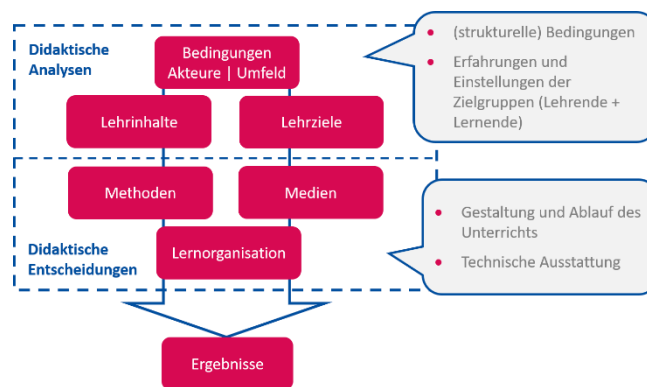 Didaktische
Analysen
Bedingungen
Akteure | Umfeld
Lehrinhalte
Lehrziele
• (strukturelle) Bedingungen
• Erfahrungen und
Einstellungen der
Zielgruppen (Lehrende +
Lernende)
Methoden
Medien
Didaktische
Entscheidungen
Lernorganisation
• Gestaltung und Ablauf des
Unterrichts
• Technische Ausstattung
Ergebnisse